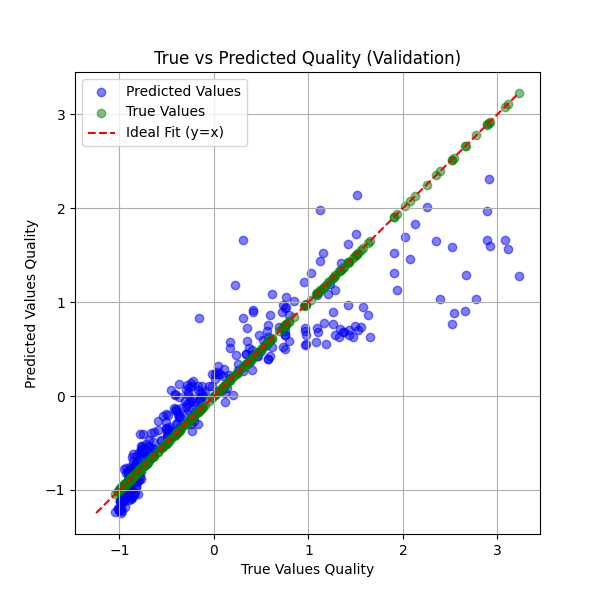 True vs Predicted Quality (Validation)
Predicted Values
True Values
Ideal Fit (y=x)
Predicted Values Quality
3
2
1
0
−1
−1
0
1
2
3
True Values Quality